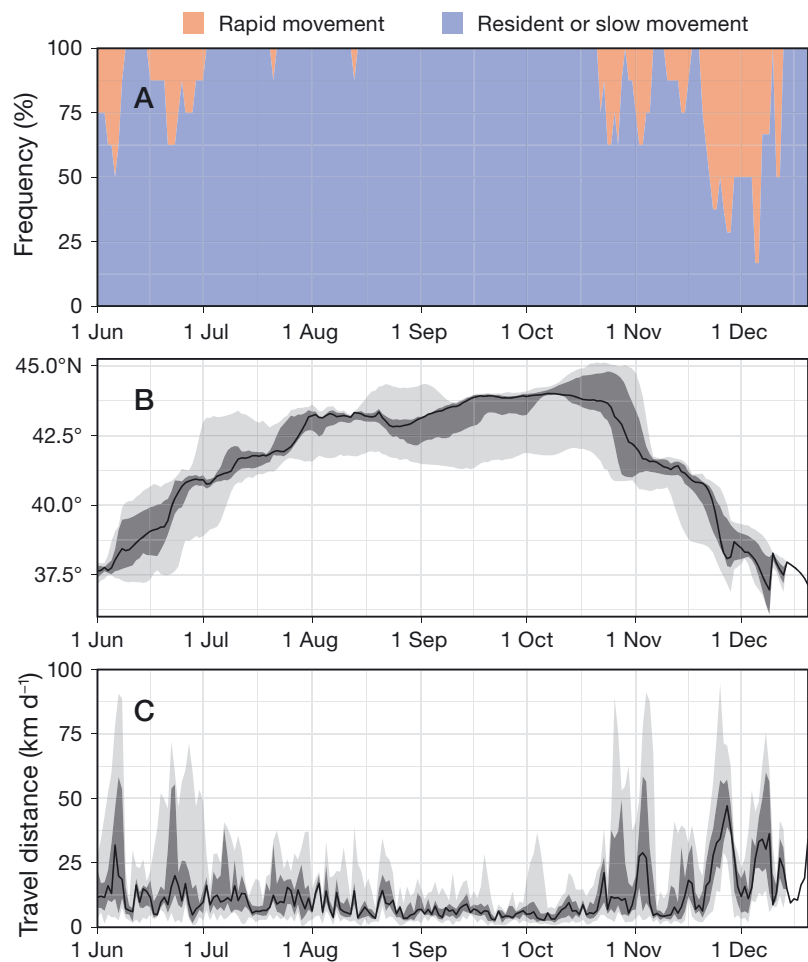 Rapid movement Resident or slow movement
A
Frequency (%)
100
75
50
25
0
1 Jun 1 Jul 1 Aug 1 Sep 1 Oct 1 Nov 1 Dec
B
45.0°N
42.5°
40.0°
37.5°
1 Jun 1 Jul 1 Aug 1 Sep 1 Oct 1 Nov 1 Dec
C
Travel distance (km d⁻¹)
100
75
50
25
0
1 Jun 1 Jul 1 Aug 1 Sep 1 Oct 1 Nov 1 Dec